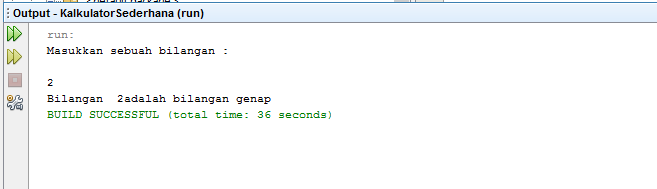 Output - KalkulatorSederhana (run)
run:
Masukkan sebuah bilangan :
2
Bilangan  2adalah bilangan genap
BUILD SUCCESSFUL (total time: 36 seconds)